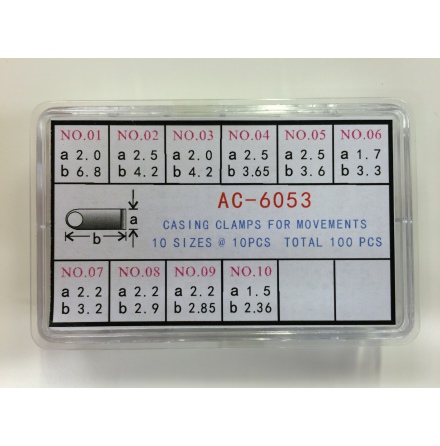 NO.01 NO.02 NO.03 NO.04 NO.05 NO.06
a 2.0 a 2.5 a 2.0 a 2.5 a 2.5 a 1.7
b 6.8 b 4.2 b 4.2 b 3.65 b 3.6 b 3.3
AC-6053
a
CASING CLAMPS FOR MOVEMENTS
b
10 SIZES @ 10PCS TOTAL 100 PCS
NO.07 NO.08 NO.09 NO.10
a 2.2 a 2.2 a 2.2 a 1.5
b 3.2 b 2.9 b 2.85 b 2.36